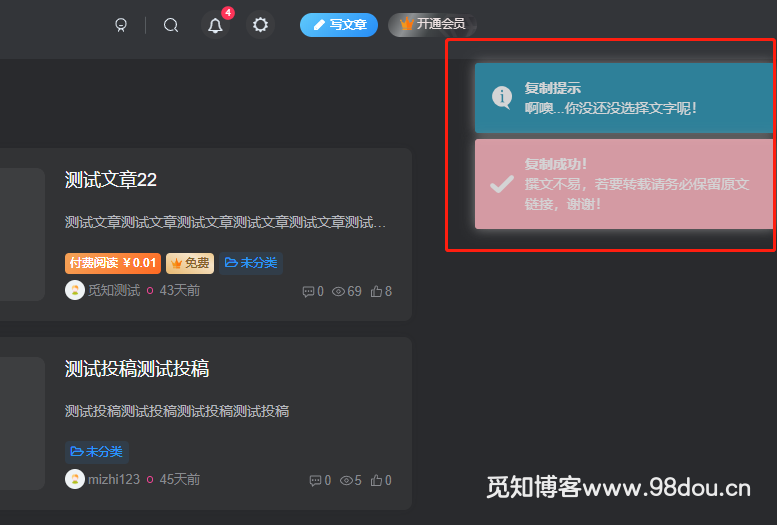 4
写文章
开通会员
复制提示
啊噢...你没还没选择文字呢!
复制成功!
撰文不易，若要转载请务必保留原文
链接，谢谢!
测试文章22
测试文章测试文章测试文章测试文章测试文章测试...
付费阅读 ￥0.01 免费 未分类
觅知测试 43天前 0 69 8
测试投稿测试投稿
测试投稿测试投稿测试投稿测试投稿
未分类
mizhi123 45天前 0 5 0
觅知博客www.98dou.cn